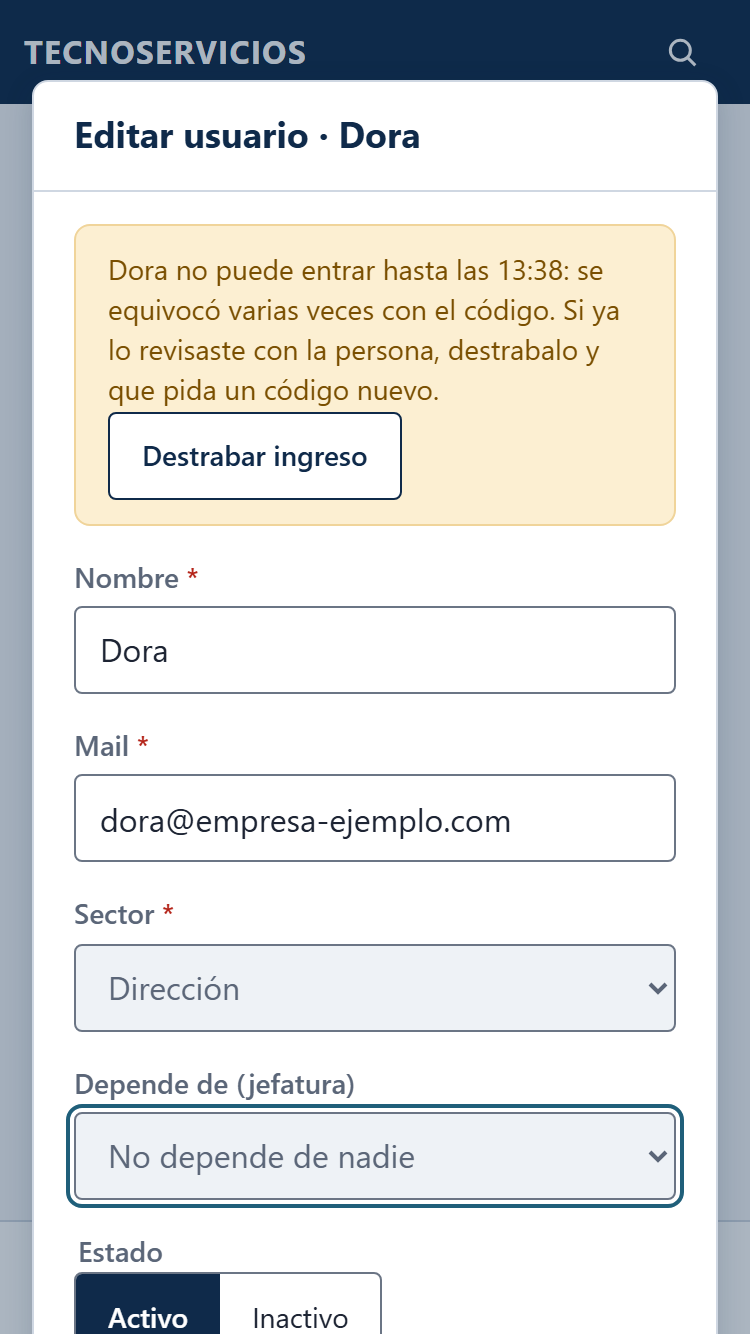 TECNOSERVICIOS
Editar usuario · Dora
Dora no puede entrar hasta las 13:38: se
equivocó varias veces con el código. Si ya
lo revisaste con la persona, destrabalo y
que pida un código nuevo.
Destrabar ingreso
Nombre *
Dora
Mail *
dora@empresa-ejemplo.com
Sector *
Dirección
Depende de (jefatura)
No depende de nadie
Estado
Activo Inactivo